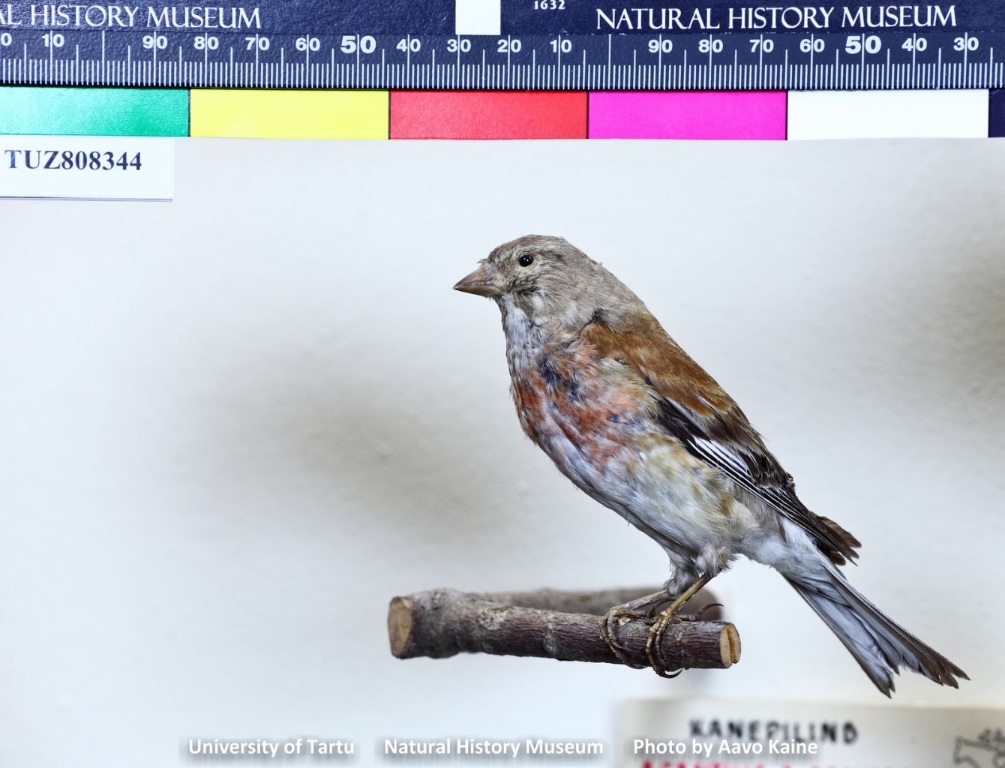 AL HISTORY MUSEUM
1632
NATURAL HISTORY MUSEUM
0 10 90 80 70 60 50 40 30 20 10 90 80 70 60 50 40 30
TUZ808344
KANEPILIND
University of Tartu Natural History Museum Photo by Aavo Kaine